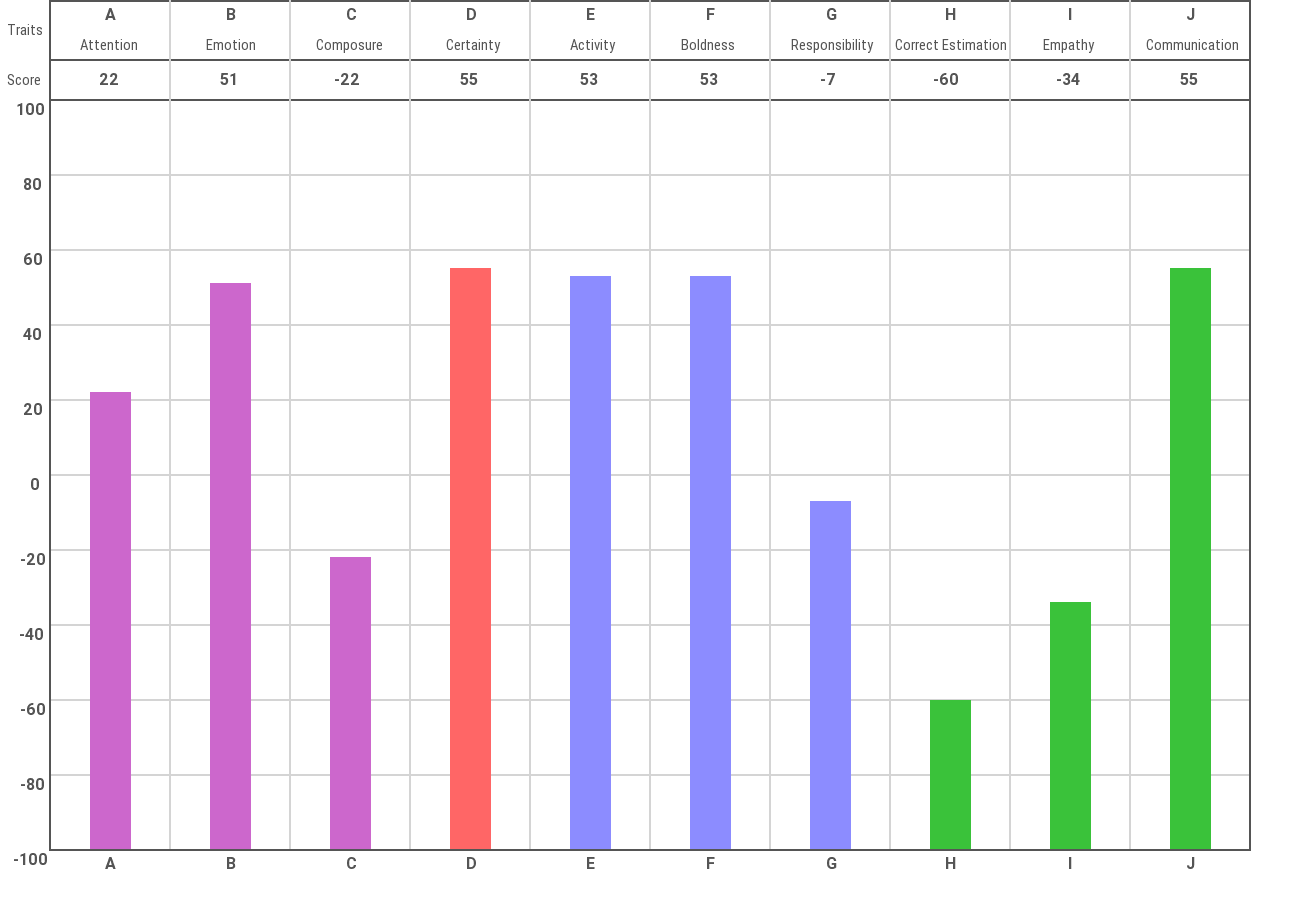 A B C D E F G H I J
Traits
Attention Emotion Composure Certainty Activity Boldness Responsibility Correct Estimation Empathy Communication
Score 22 51 -22 55 53 53 -7 -60 -34 55
100
80
60
40
20
0
-20
-40
-60
-80
-100
A B C D E F G H I J